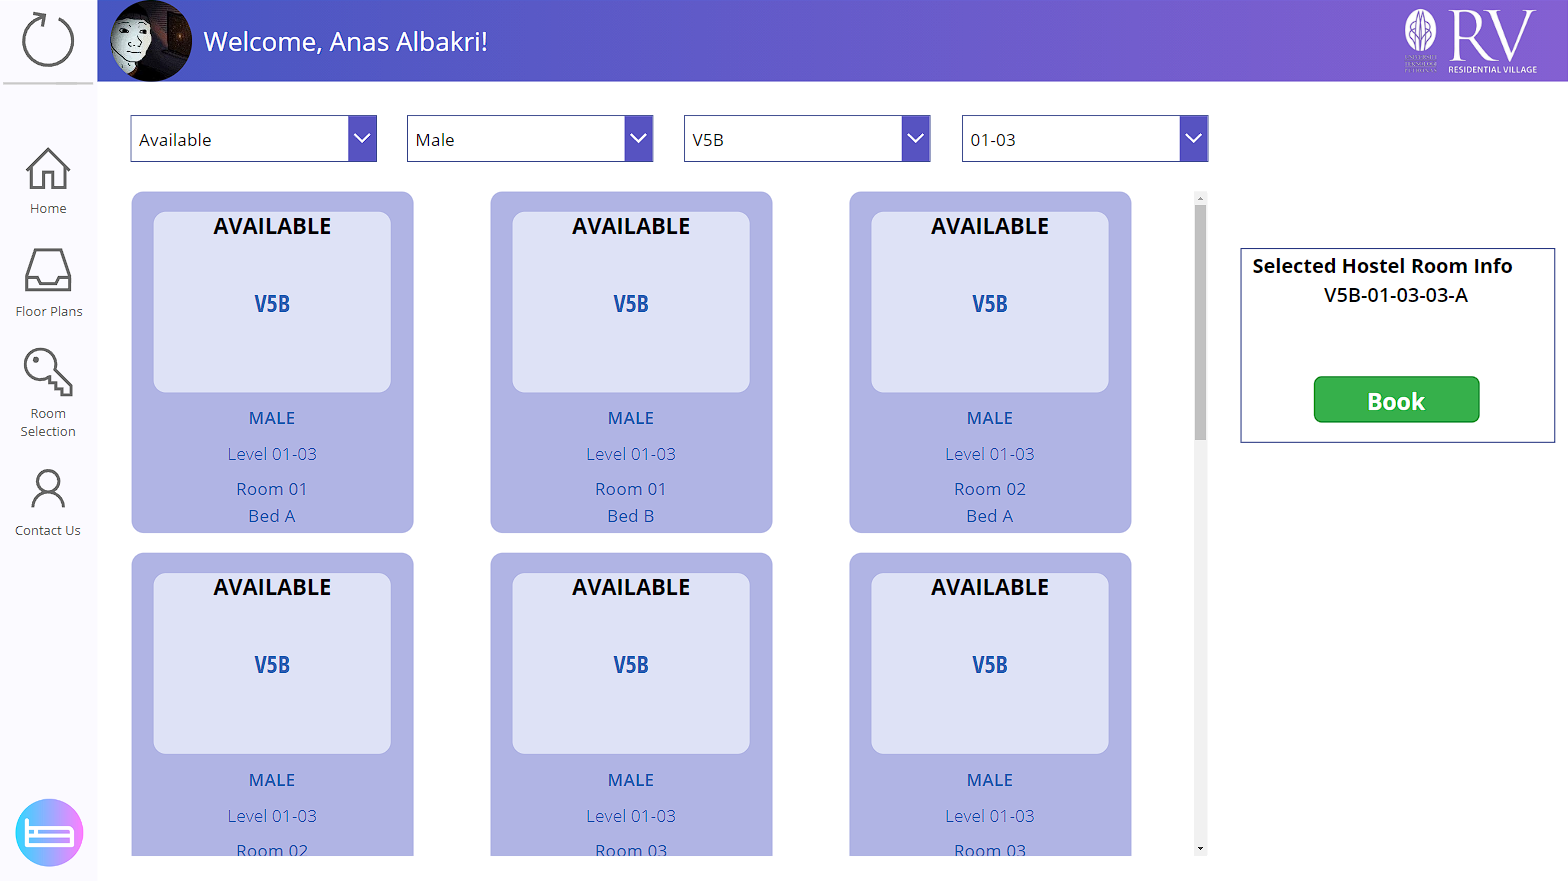 Welcome, Anas Albakri!
RV
RESIDENTIAL VILLAGE
Home
Floor Plans
Room
Selection
Contact Us
Available
Male
V5B
01-03
AVAILABLE
V5B
MALE
Level 01-03
Room 01
Bed A
AVAILABLE
V5B
MALE
Level 01-03
Room 01
Bed B
AVAILABLE
V5B
MALE
Level 01-03
Room 02
Bed A
AVAILABLE
V5B
MALE
Level 01-03
Room 02
AVAILABLE
V5B
MALE
Level 01-03
Room 03
AVAILABLE
V5B
MALE
Level 01-03
Room 03
Selected Hostel Room Info
V5B-01-03-03-A
Book